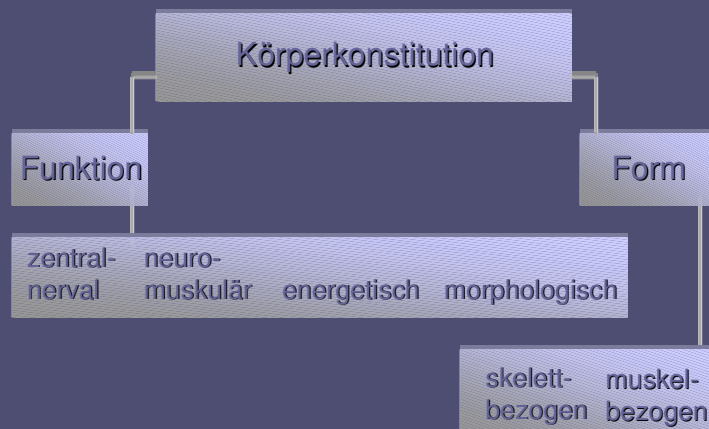 Körperkonstitution
Funktion
Form
zentral- neuro-
nerval muskulär energetisch morphologisch
skelett- muskel-
bezogen bezogen